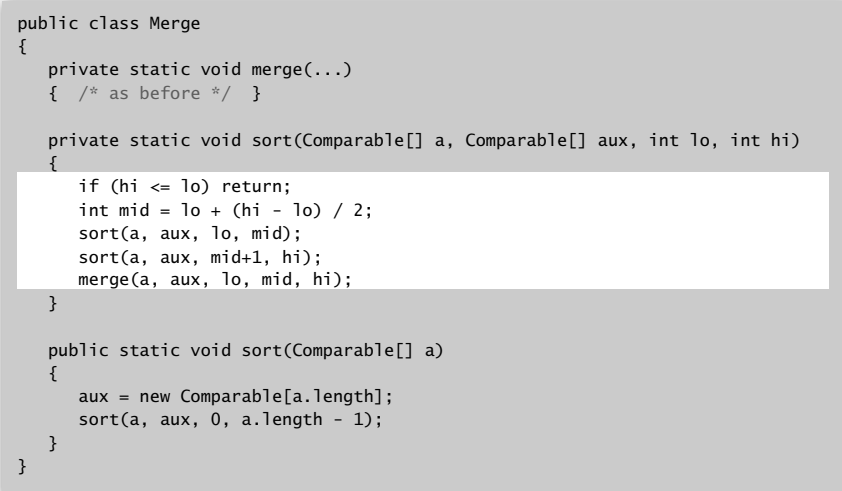 public class Merge
{
private static void merge(...)
{ /* as before */ }
private static void sort(Comparable[] a, Comparable[] aux, int lo, int hi)
{
if (hi <= lo) return;
int mid = lo + (hi - lo) / 2;
sort(a, aux, lo, mid);
sort(a, aux, mid+1, hi);
merge(a, aux, lo, mid, hi);
}
public static void sort(Comparable[] a)
{
aux = new Comparable[a.length];
sort(a, aux, 0, a.length - 1);
}
}